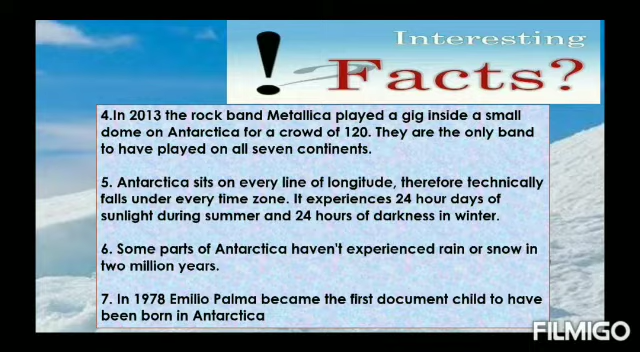 Interesting
! Facts?
4.In 2013 the rock band Metallica played a gig inside a small
dome on Antarctica for a crowd of 120. They are the only band
to have played on all seven continents.
5. Antarctica sits on every line of longitude, therefore technically
falls under every time zone. It experiences 24 hour days of
sunlight during summer and 24 hours of darkness in winter.
6. Some parts of Antarctica haven't experienced rain or snow in
two million years.
7. In 1978 Emilio Palma became the first document child to have
been born in Antarctica
FILMIGO